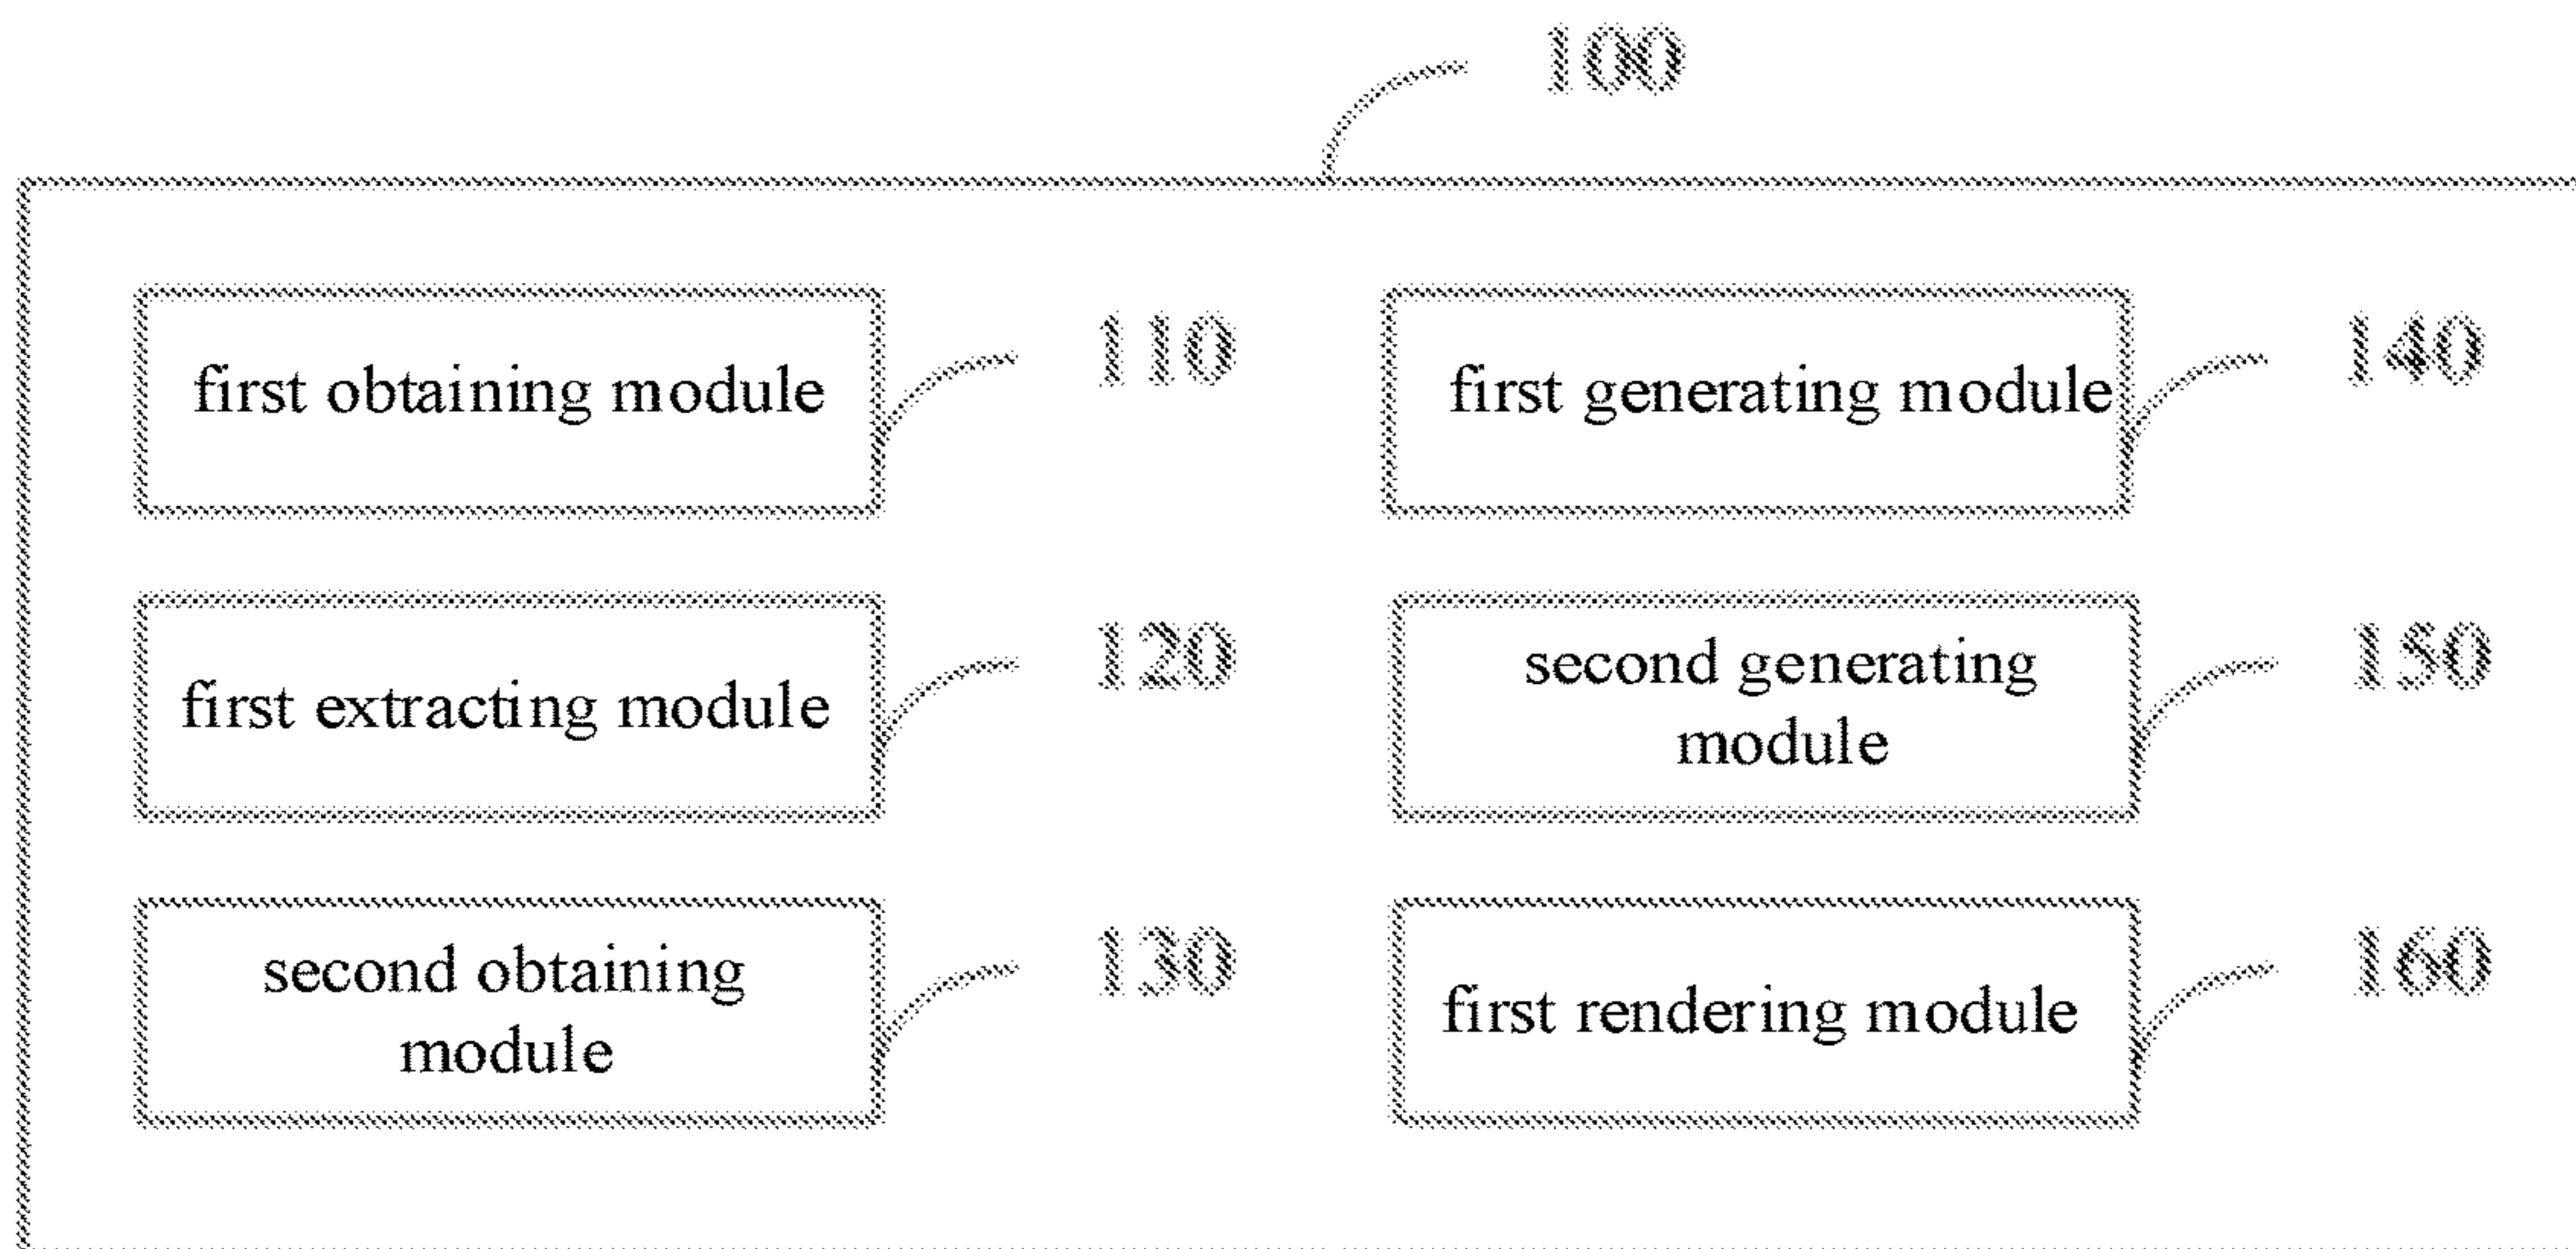 100
first obtaining module
110
first generating module
140
first extracting module
120
second generating
module
150
second obtaining
module
130
first rendering module
160